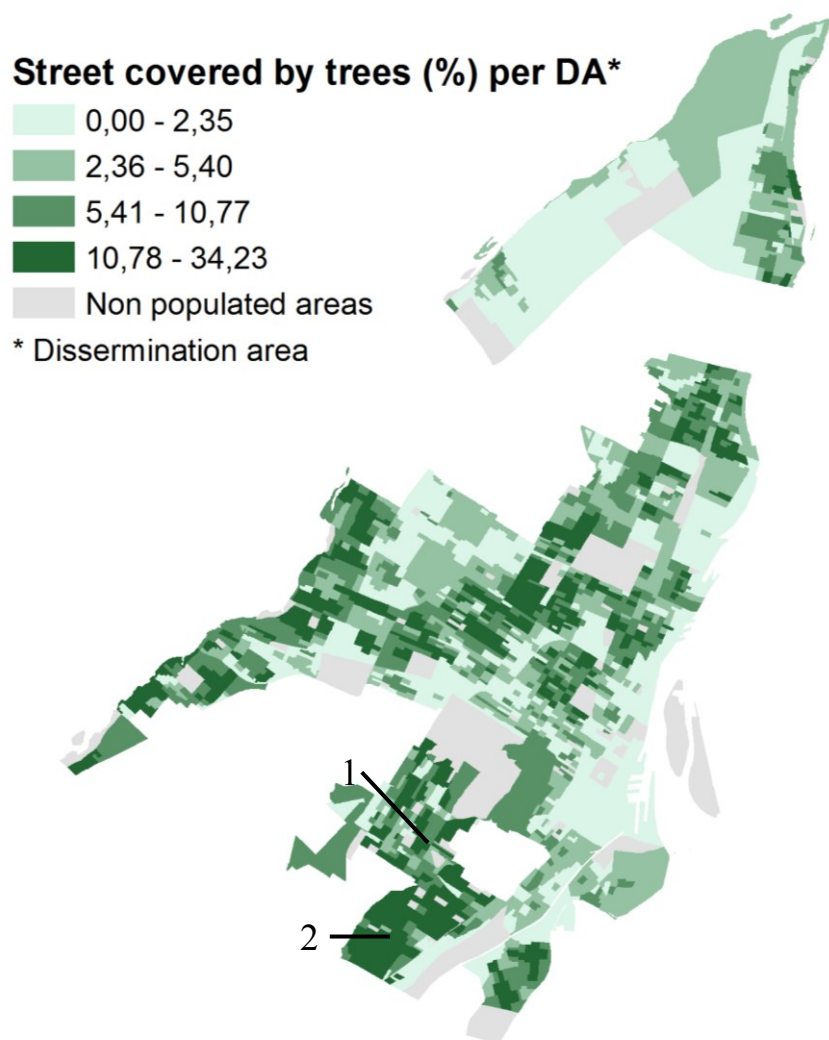 Street covered by trees (%) per DA*
0,00 - 2,35
2,36 - 5,40
5,41 - 10,77
10,78 - 34,23
Non populated areas
* Dissermination area
1
2